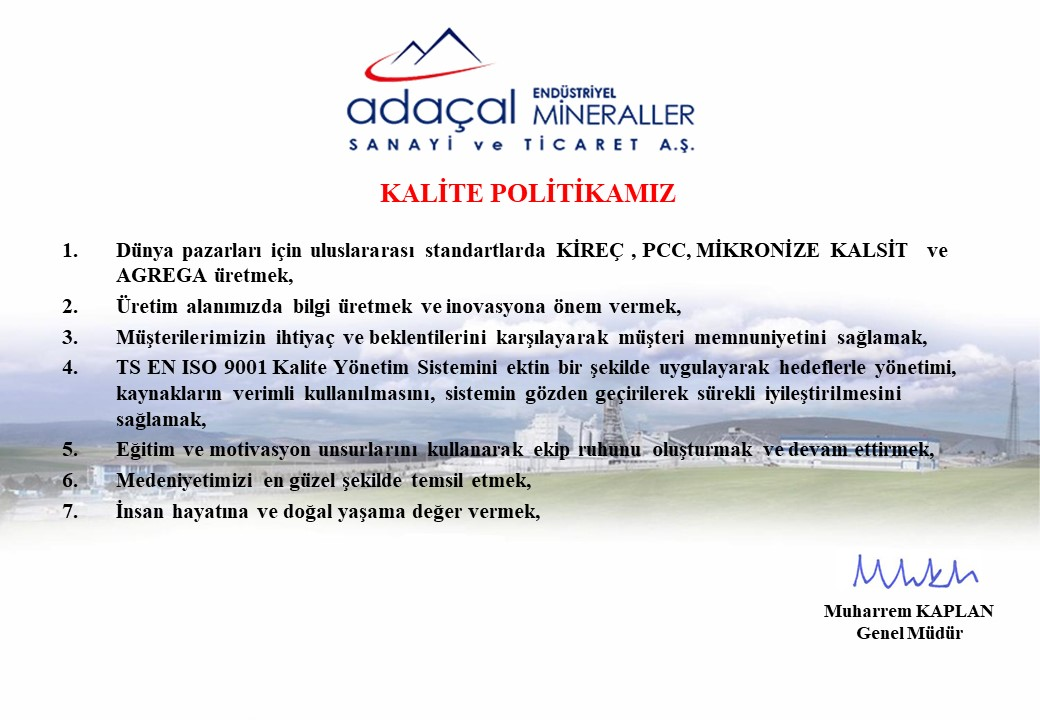 adaçal ENDÜSTRİYEL MİNERALLER
SANAYİ ve TİCARET A.Ş.
KALİTE POLİTİKAMIZ
1. Dünya pazarları için uluslararası standartlarda KİREÇ , PCC, MİKRONİZE KALSİT ve
AGREGA üretmek,
2. Üretim alanımızda bilgi üretmek ve inovasyona önem vermek,
3. Müşterilerimizin ihtiyaç ve beklentilerini karşılayarak müşteri memnuniyetini sağlamak,
4. TS EN ISO 9001 Kalite Yönetim Sistemini ektin bir şekilde uygulayarak hedeflerle yönetimi,
kaynakların verimli kullanılmasını, sistemin gözden geçirilerek sürekli iyileştirilmesini
sağlamak,
5. Eğitim ve motivasyon unsurlarını kullanarak ekip ruhunu oluşturmak ve devam ettirmek,
6. Medeniyetimizi en güzel şekilde temsil etmek,
7. İnsan hayatına ve doğal yaşama değer vermek,
Muharrem KAPLAN
Genel Müdür